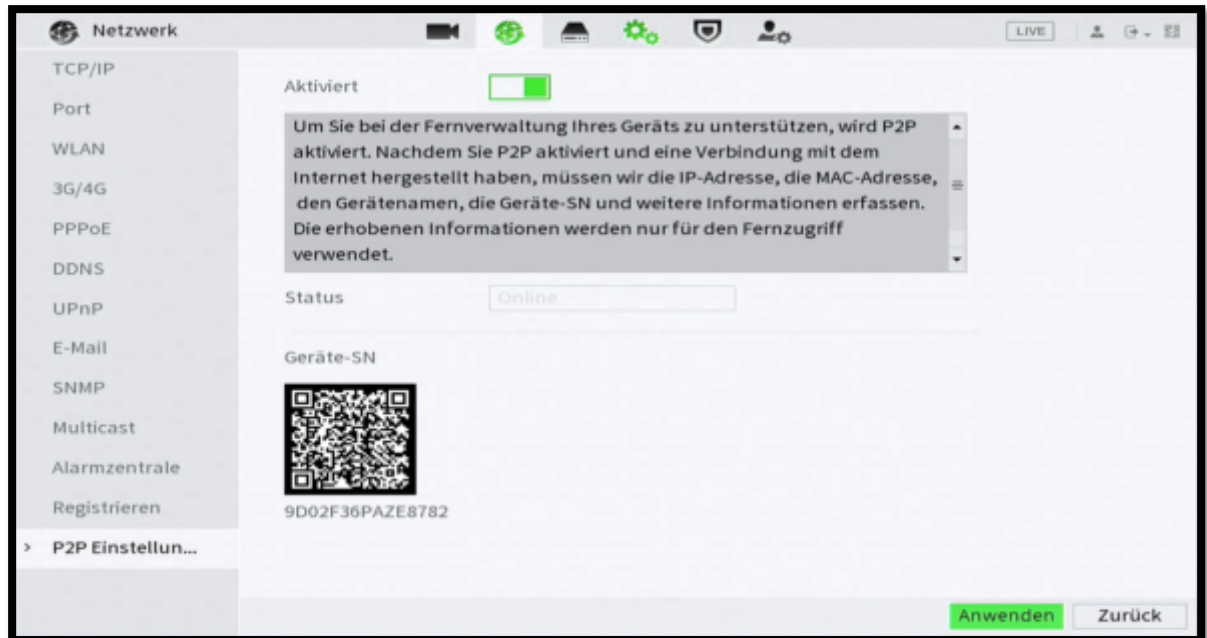 Netzwerk
LIVE
TCP/IP
Port
WLAN
3G/4G
PPPoE
DDNS
UPnP
E-Mail
SNMP
Multicast
Alarmzentrale
Registrieren
P2P Einstellun...
Aktiviert
Um Sie bei der Fernverwaltung Ihres Geräts zu unterstützen, wird P2P
aktiviert. Nachdem Sie P2P aktiviert und eine Verbindung mit dem
Internet hergestellt haben, müssen wir die IP-Adresse, die MAC-Adresse,
den Gerätenamen, die Geräte-SN und weitere Informationen erfassen.
Die erhobenen Informationen werden nur für den Fernzugriff
verwendet.
Status
Online
Geräte-SN
9D02F36PAZE8782
Anwenden
Zurück